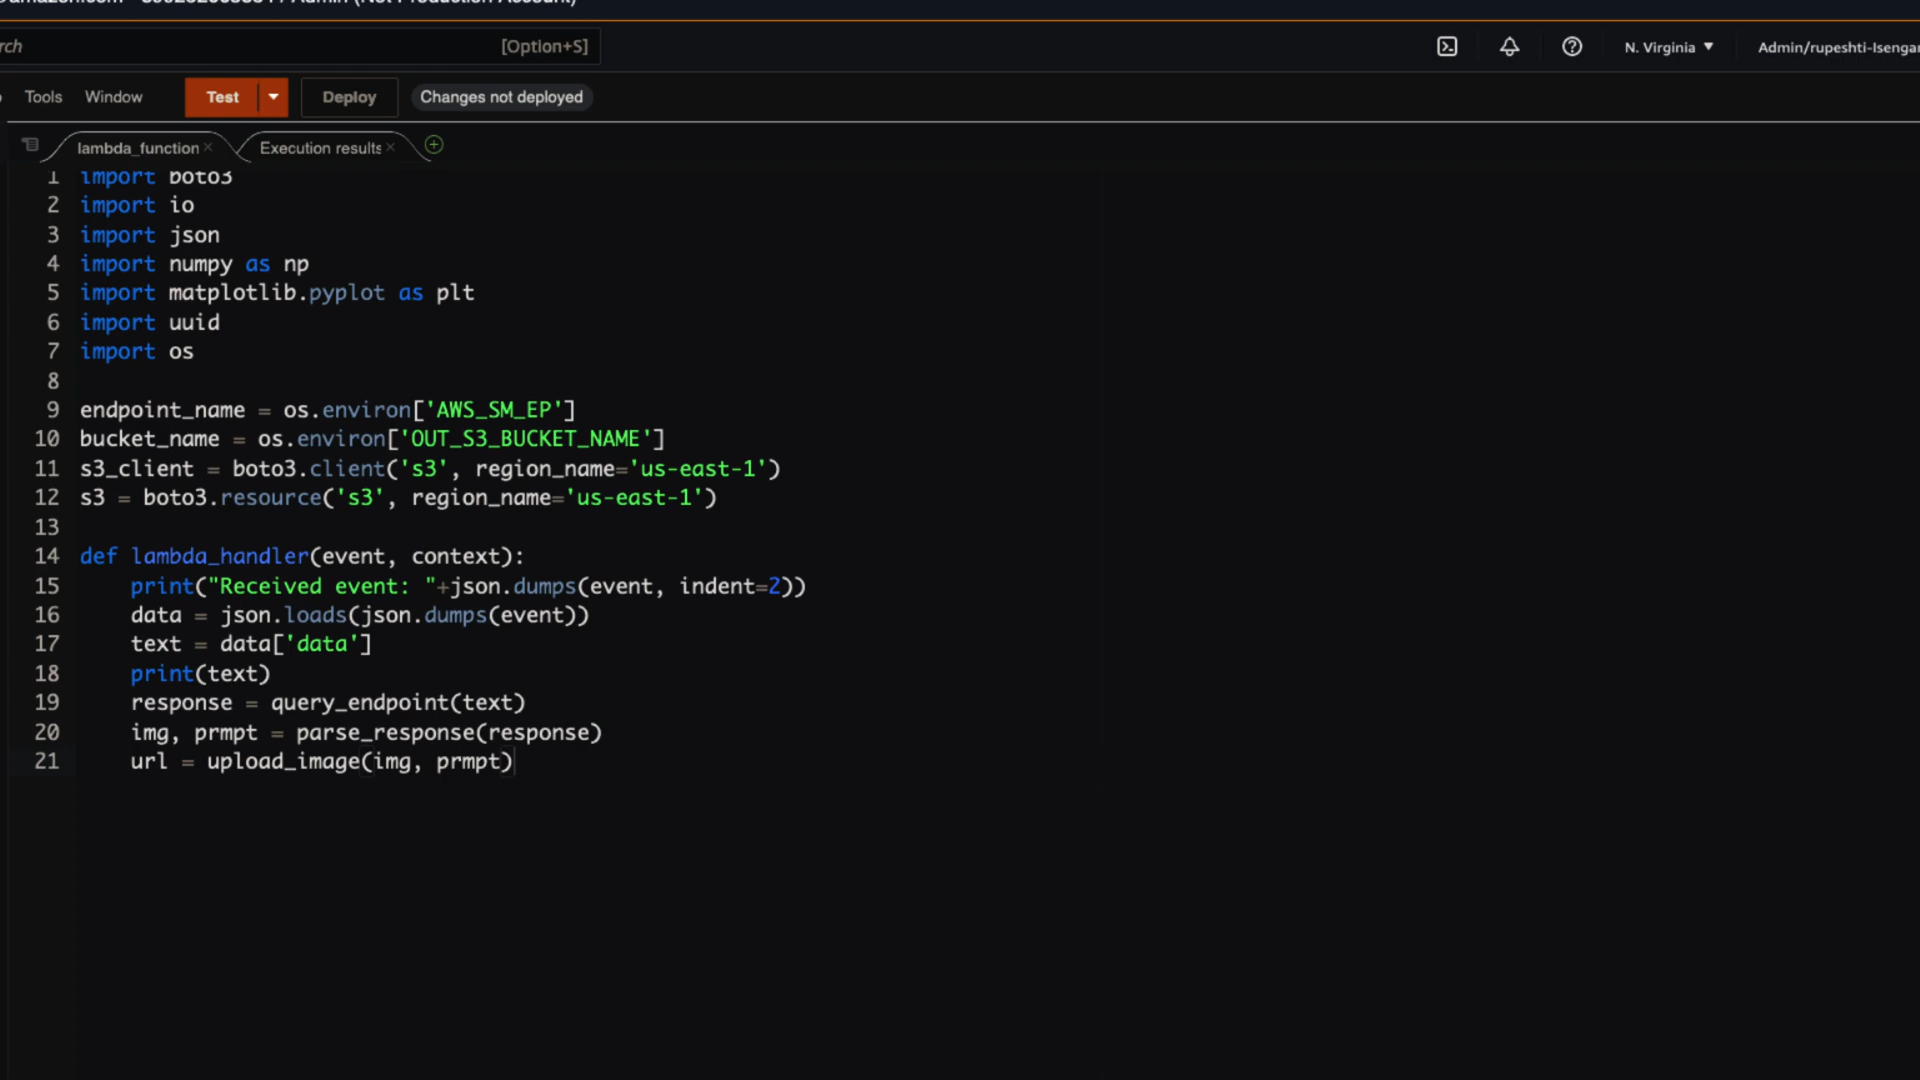 [Option+S]
N. Virginia ▼
Tools Window Test Deploy Changes not deployed
lambda_function × Execution results ×
1 import boto3
2 import io
3 import json
4 import numpy as np
5 import matplotlib.pyplot as plt
6 import uuid
7 import os
8
9 endpoint_name = os.environ['AWS_SM_EP']
10 bucket_name = os.environ['OUT_S3_BUCKET_NAME']
11 s3_client = boto3.client('s3', region_name='us-east-1')
12 s3 = boto3.resource('s3', region_name='us-east-1')
13
14 def lambda_handler(event, context):
15     print("Received event: "+json.dumps(event, indent=2))
16     data = json.loads(json.dumps(event))
17     text = data['data']
18     print(text)
19     response = query_endpoint(text)
20     img, prmpt = parse_response(response)
21     url = upload_image(img, prmpt)